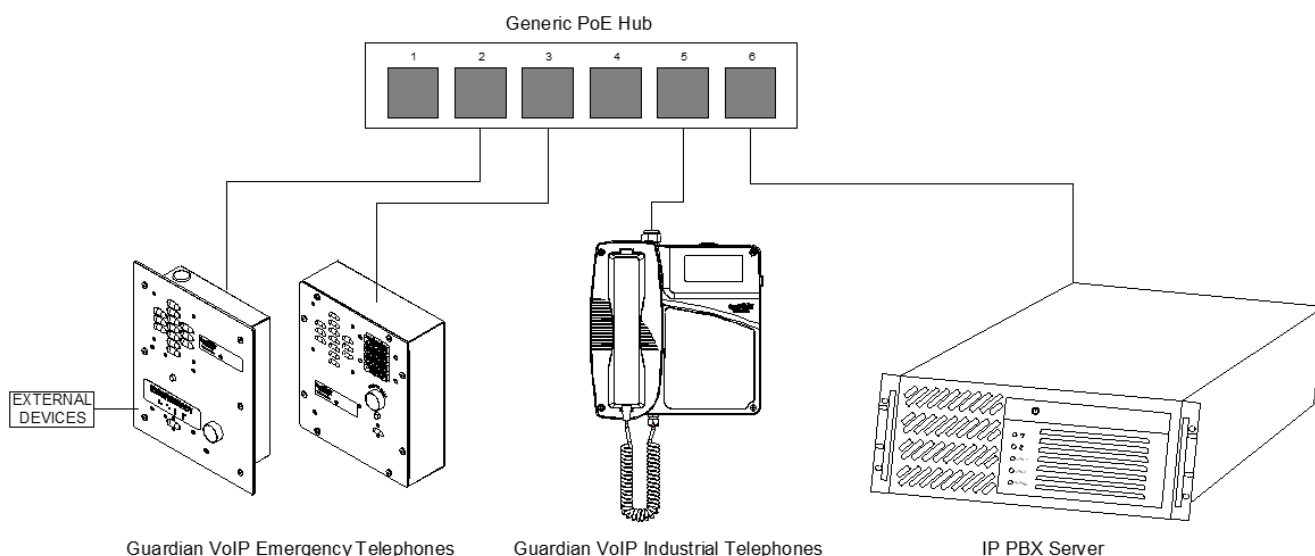 Generic PoE Hub
1 2 3 4 5 6
EXTERNAL
DEVICES
Guardian VoIP Emergency Telephones
Guardian VoIP Industrial Telephones
IP PBX Server